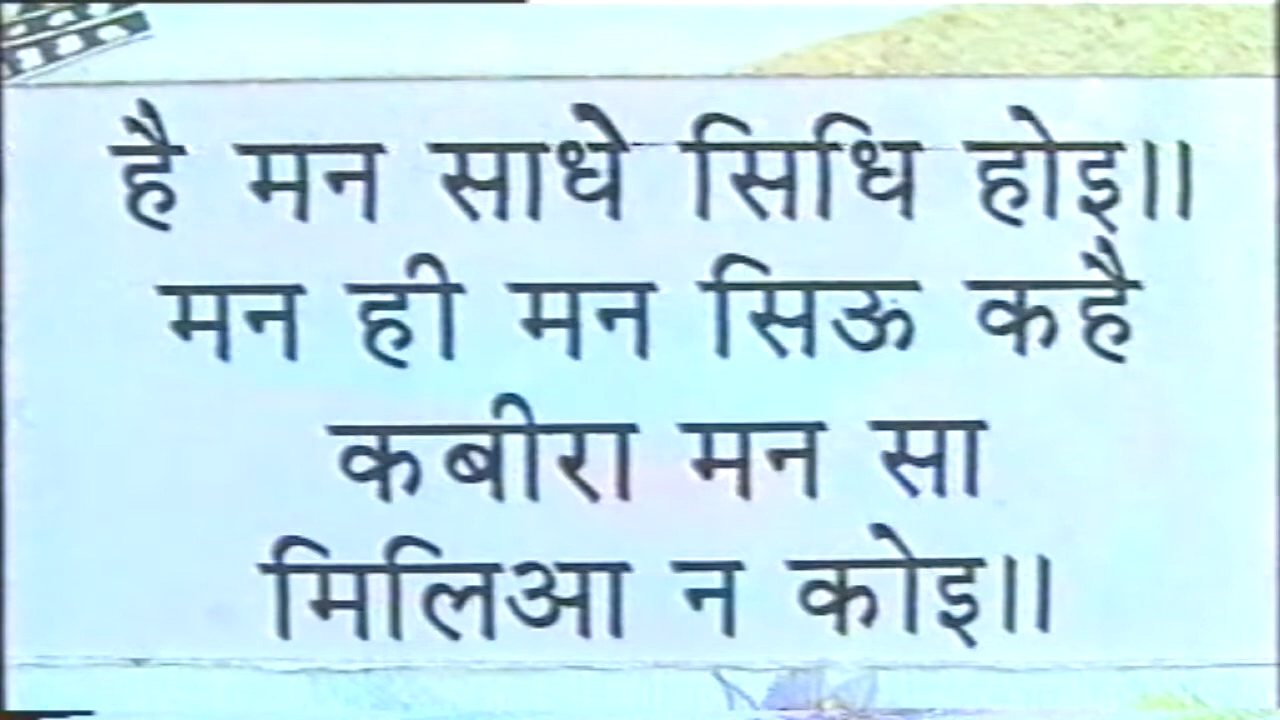 है मन साधे सिधि होइ॥
मन ही मन सिऊ कहै
कबीरा मन सा
मिलिआ न कोइ॥